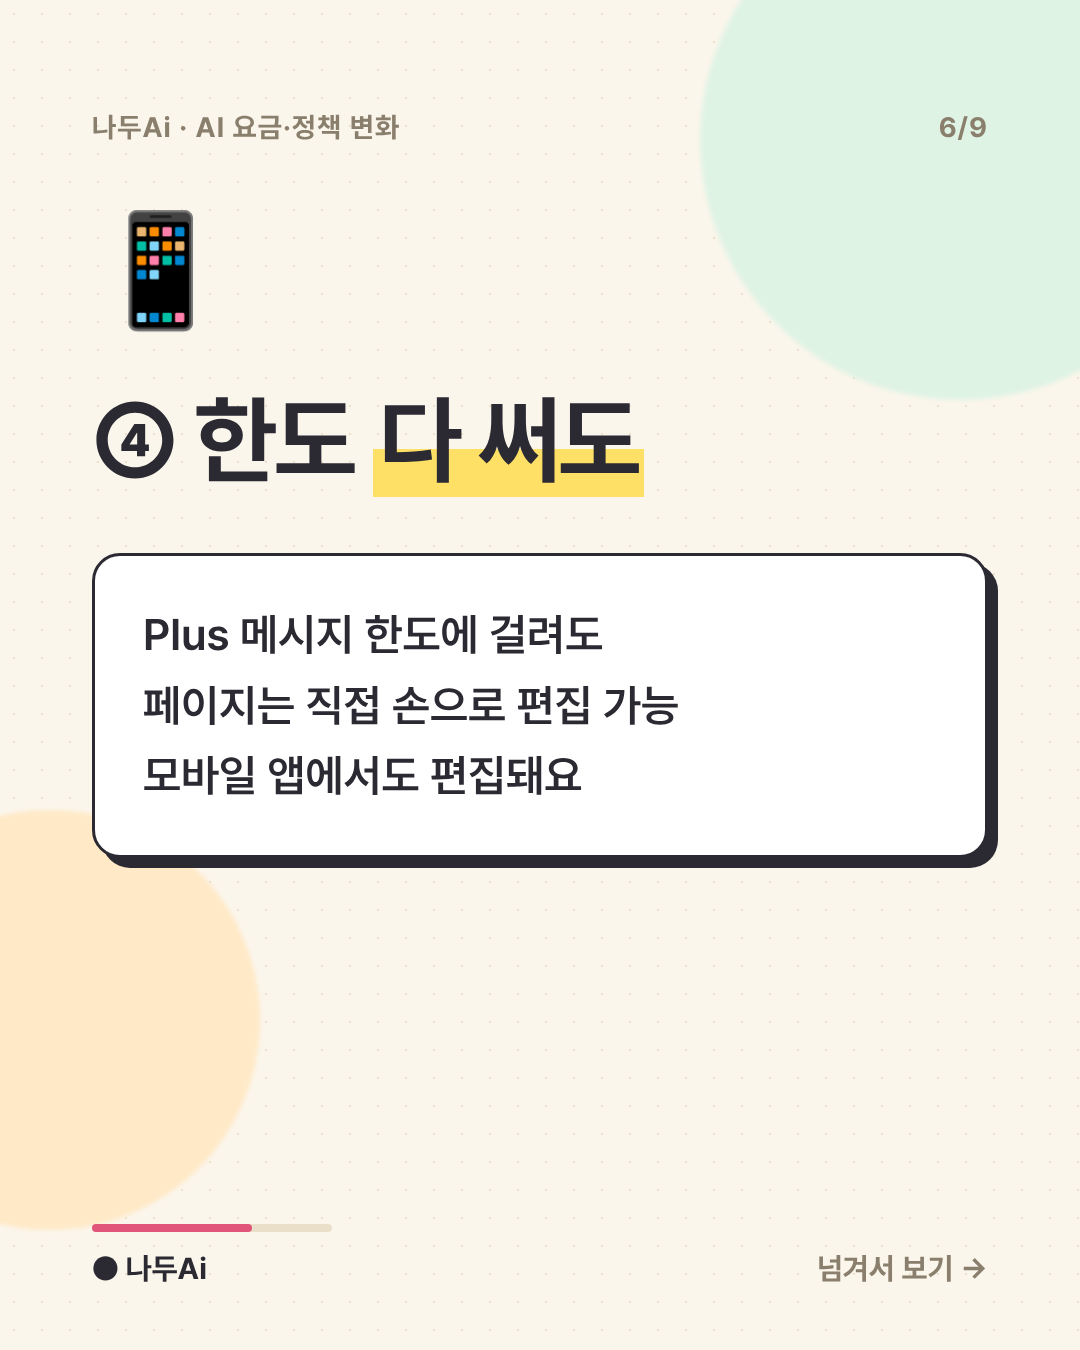 나두Ai · AI 요금·정책 변화
6/9
④ 한도 다 써도
Plus 메시지 한도에 걸려도
페이지는 직접 손으로 편집 가능
모바일 앱에서도 편집돼요
나두Ai
넘겨서 보기 →